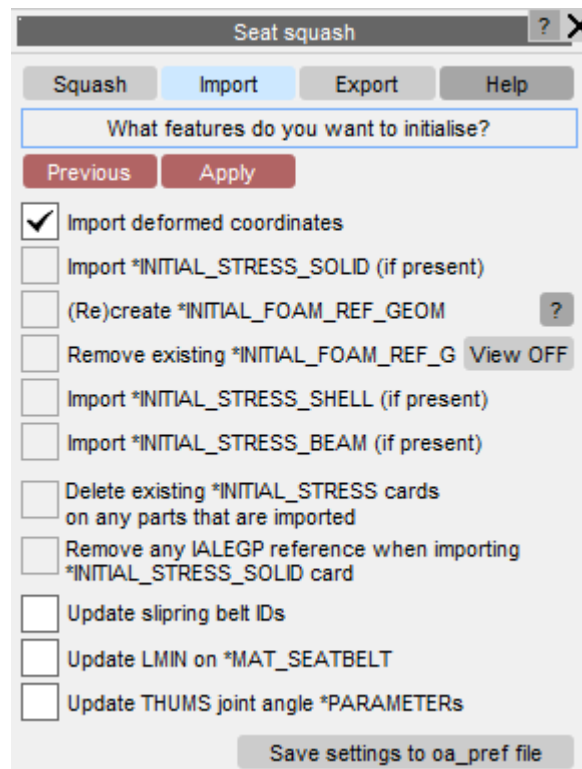 Seat squash
?
X
Squash Import Export Help
What features do you want to initialise?
Previous Apply
Import deformed coordinates
Import *INITIAL_STRESS_SOLID (if present)
(Re)create *INITIAL_FOAM_REF_GEOM ?
Remove existing *INITIAL_FOAM_REF_G View OFF
Import *INITIAL_STRESS_SHELL (if present)
Import *INITIAL_STRESS_BEAM (if present)
Delete existing *INITIAL_STRESS cards
on any parts that are imported
Remove any IALEGP reference when importing
*INITIAL_STRESS_SOLID card
Update slipring belt IDs
Update LMIN on *MAT_SEATBELT
Update THUMS joint angle *PARAMETERs
Save settings to oa_pref file